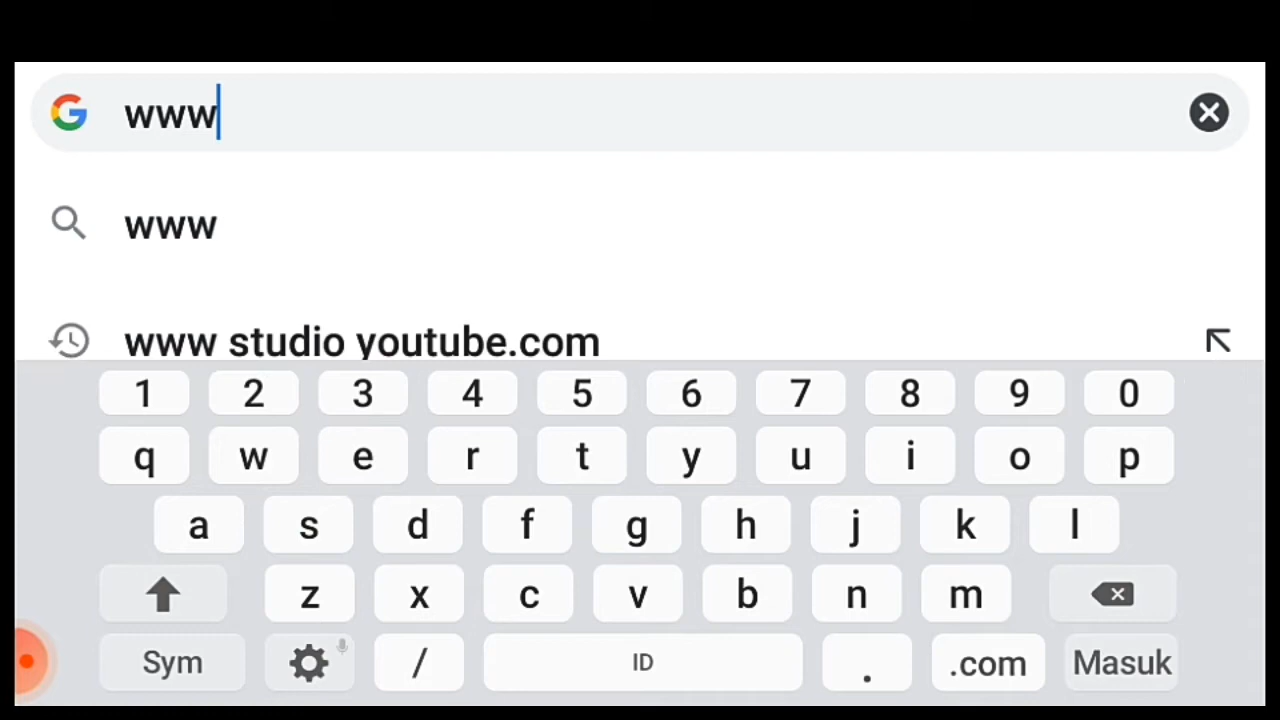 www
www
www studio youtube.com
1 2 3 4 5 6 7 8 9 0
q w e r t y u i o p
a s d f g h j k l
z x c v b n m
Sym / ID . .com Masuk